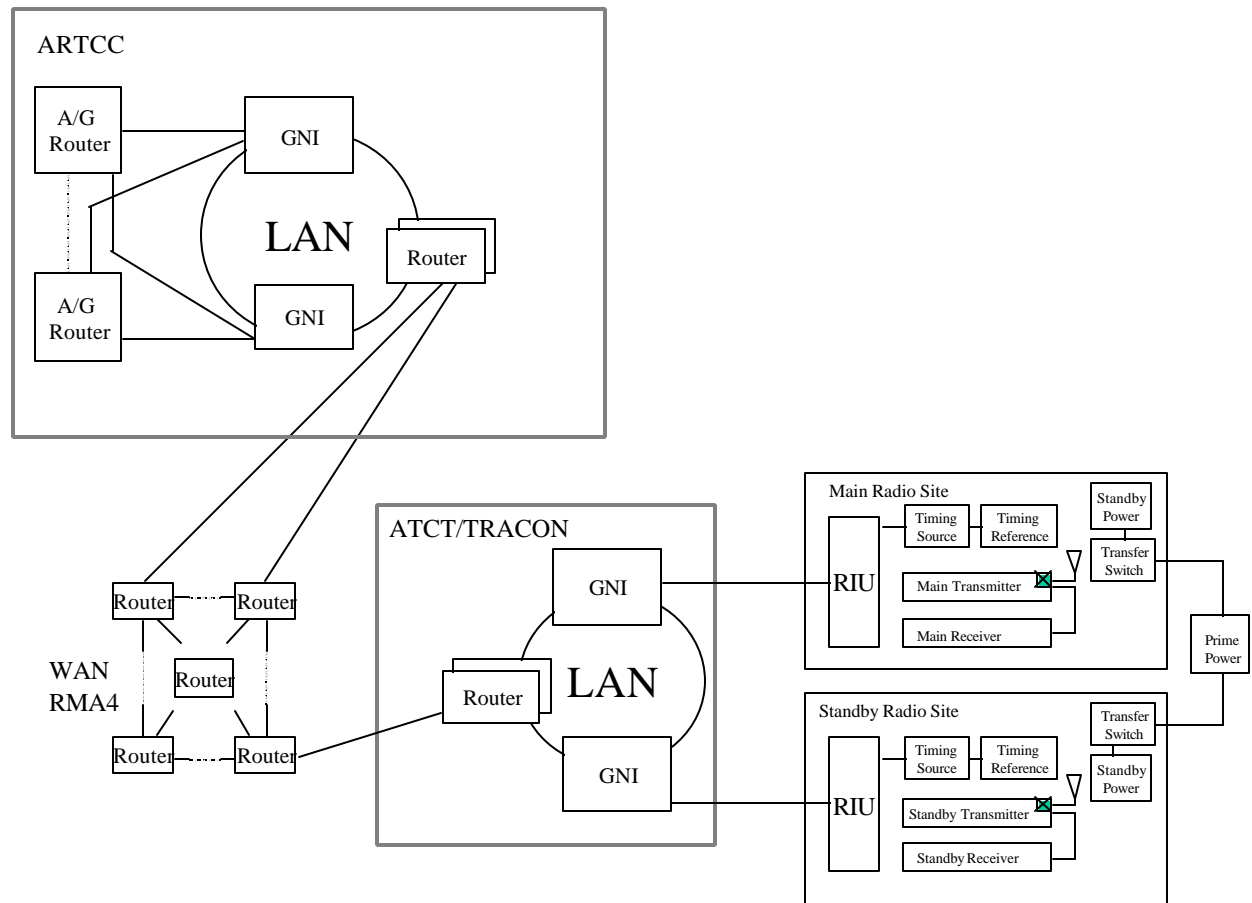 ARTCC
A/G
Router
GNI
LAN
Router
A/G
Router
GNI
Main Radio Site
Standby
Power
Timing
Source
Timing
Reference
Transfer
Switch
RIU
Main Transmitter
Main Receiver
Prime
Power
ATCT/TRACON
GNI
LAN
Router
GNI
Router
Router
WAN
RMA4
Router
Router
Router
Standby Radio Site
Transfer
Switch
Timing
Source
Timing
Reference
Standby
Power
RIU
Standby Transmitter
Standby Receiver